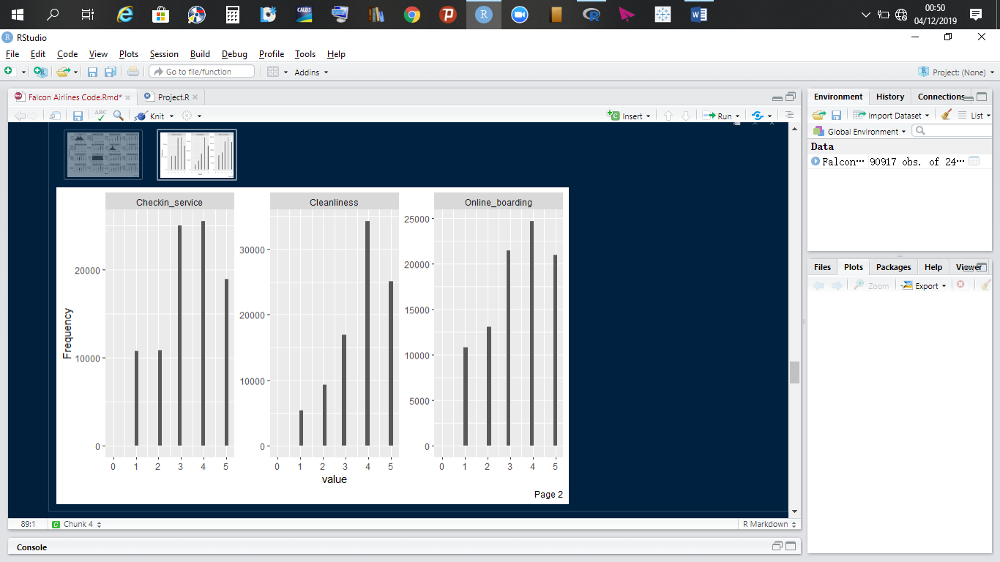 00:50
04/12/2019
RStudio
File Edit Code View Plots Session Build Debug Profile Tools Help
Go to file/function Addins Project: (None)
Falcon Airlines Code.Rmd* Project.R
ABC Knit Insert Run
Environment History Connections
Import Dataset List
Global Environment
Data
Falcon… 90917 obs. of 24…
Checkin_service Cleanliness Online_boarding
Frequency
20000
10000
0
0 1 2 3 4 5
30000
20000
10000
0
0 1 2 3 4 5
25000
20000
15000
10000
5000
0
0 1 2 3 4 5
value
Page 2
89:1 Chunk 4 R Markdown
Console
Files Plots Packages Help Viewer
Zoom Export